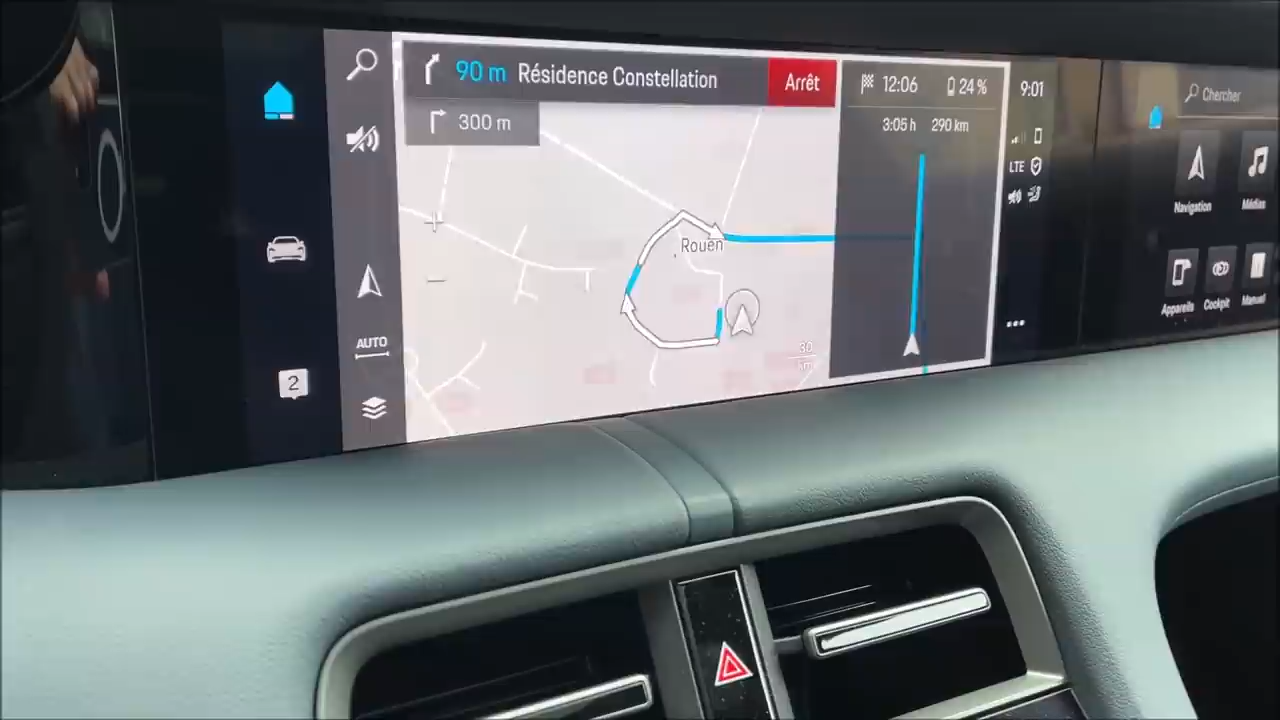 90 m Résidence Constellation Arrêt
300 m
Rouen
30
km
12:06 24 %
3:05 h 290 km
9:01
LTE
AUTO
2
Chercher
Navigation Médias
Appareils Cockpit Manuel